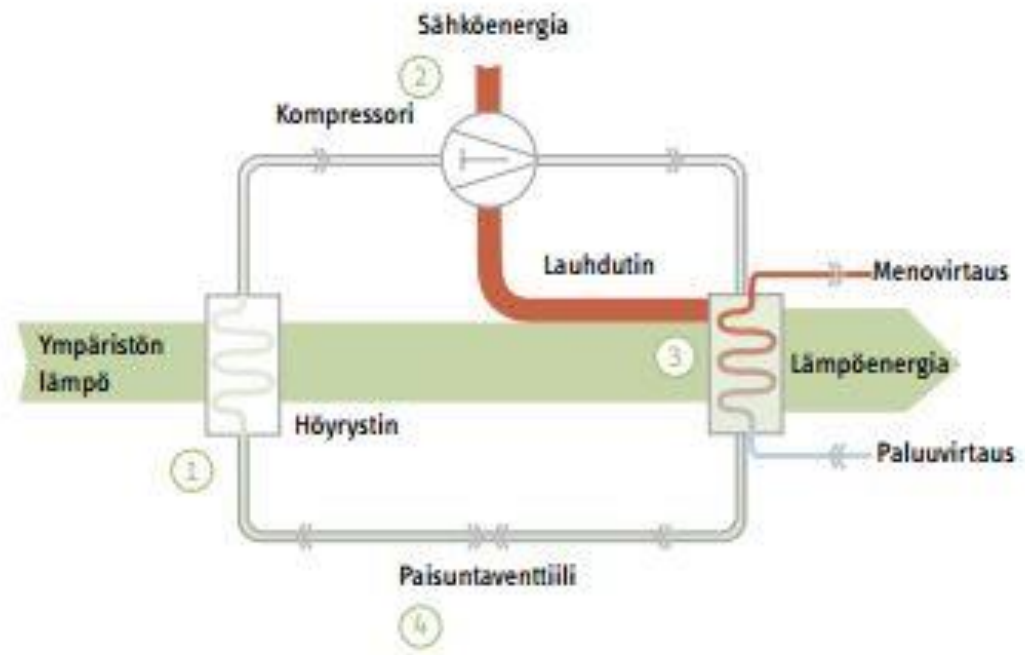 Sähköenergia
2
Kompressori
Lauhdutin
Menovirtaus
Ympäristön
lämpö
3
Lämpöenergia
Höyrystin
Paluuvirtaus
1
Paisuntaventtiili
4